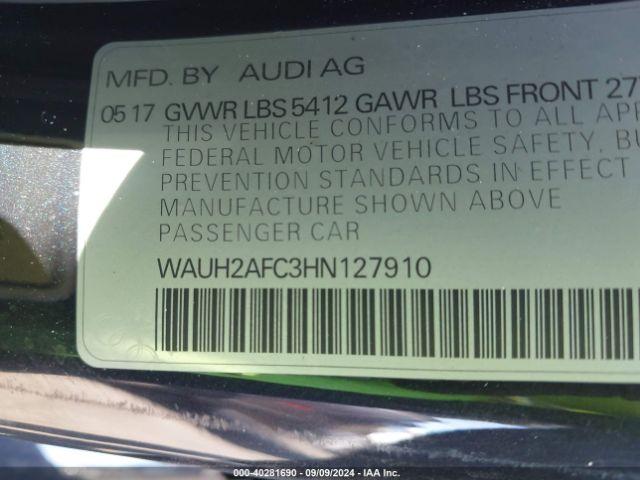 MFD. BY AUDI AG
05 17 GVWR LBS 5412 GAWR LBS FRONT 27
THIS VEHICLE CONFORMS TO ALL APP
FEDERAL MOTOR VEHICLE SAFETY, BU
PREVENTION STANDARDS IN EFFECT
MANUFACTURE SHOWN ABOVE
PASSENGER CAR
WAUH2AFC3HN127910
000-40281690 - 09/09/2024 - IAA Inc.